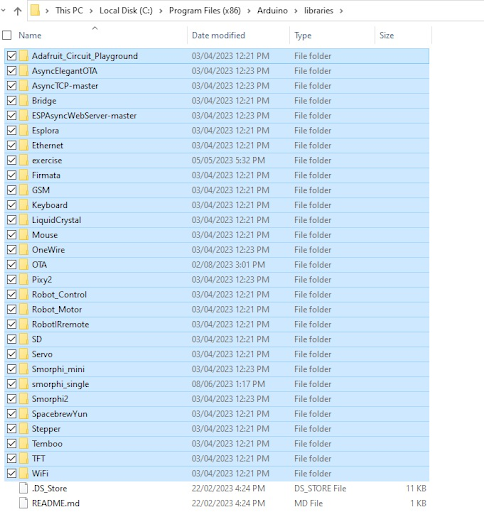 This PC > Local Disk (C:) > Program Files (x86) > Arduino > libraries >
Name Date modified Type Size
Adafruit_Circuit_Playground 03/04/2023 12:21 PM File folder
AsyncElegantOTA 03/04/2023 12:23 PM File folder
AsyncTCP-master 03/04/2023 12:21 PM File folder
Bridge 03/04/2023 12:21 PM File folder
ESPAsyncWebServer-master 03/04/2023 12:23 PM File folder
Esplora 03/04/2023 12:21 PM File folder
Ethernet 03/04/2023 12:21 PM File folder
exercise 05/05/2023 5:32 PM File folder
Firmata 03/04/2023 12:21 PM File folder
GSM 03/04/2023 12:21 PM File folder
Keyboard 03/04/2023 12:21 PM File folder
LiquidCrystal 03/04/2023 12:21 PM File folder
Mouse 03/04/2023 12:21 PM File folder
OneWire 03/04/2023 12:23 PM File folder
OTA 02/08/2023 3:01 PM File folder
Pixy2 03/04/2023 12:23 PM File folder
Robot_Control 03/04/2023 12:21 PM File folder
Robot_Motor 03/04/2023 12:21 PM File folder
RobotIRremote 03/04/2023 12:21 PM File folder
SD 03/04/2023 12:21 PM File folder
Servo 03/04/2023 12:21 PM File folder
Smorphi_mini 03/04/2023 12:23 PM File folder
smorphi_single 08/06/2023 1:17 PM File folder
Smorphi2 03/04/2023 12:23 PM File folder
SpacebrewYun 03/04/2023 12:21 PM File folder
Stepper 03/04/2023 12:21 PM File folder
Temboo 03/04/2023 12:21 PM File folder
TFT 03/04/2023 12:21 PM File folder
WiFi 03/04/2023 12:21 PM File folder
.DS_Store 22/02/2023 4:24 PM DS_STORE File 11 KB
README.md 22/02/2023 4:24 PM MD File 1 KB